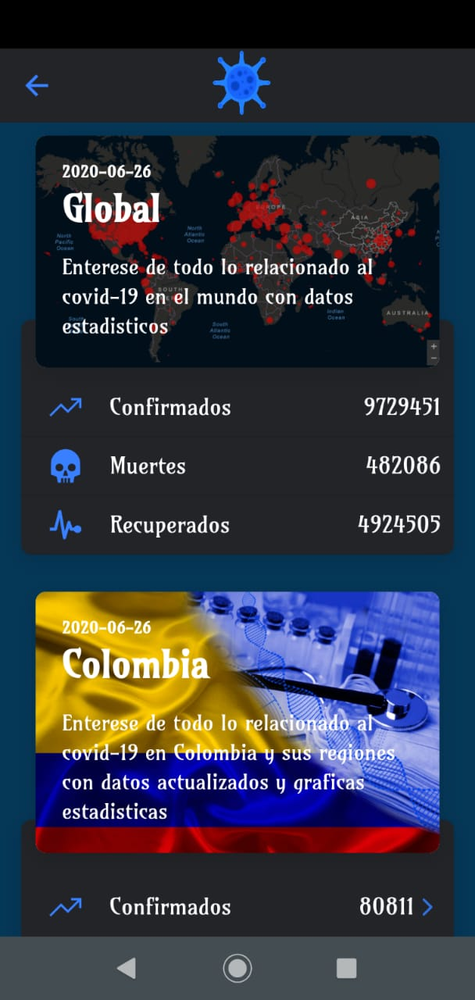 2020-06-26
Global
EUROPE
ASIA
North
Pacific
Ocean
North
Atlantic
Ocean
Enterese de todo lo relacionado al
SOUTH
covid-19 en el mundo con datos
Indian
Ocean
AUSTRALIA
South
estadisticos
South
Atlantic
Ocean
+
−
Confirmados 9729451
Muertes 482086
Recuperados 4924505
2020-06-26
Colombia
Enterese de todo lo relacionado al
covid-19 en Colombia y sus regiones
con datos actualizados y graficas
estadisticas
Confirmados 80811